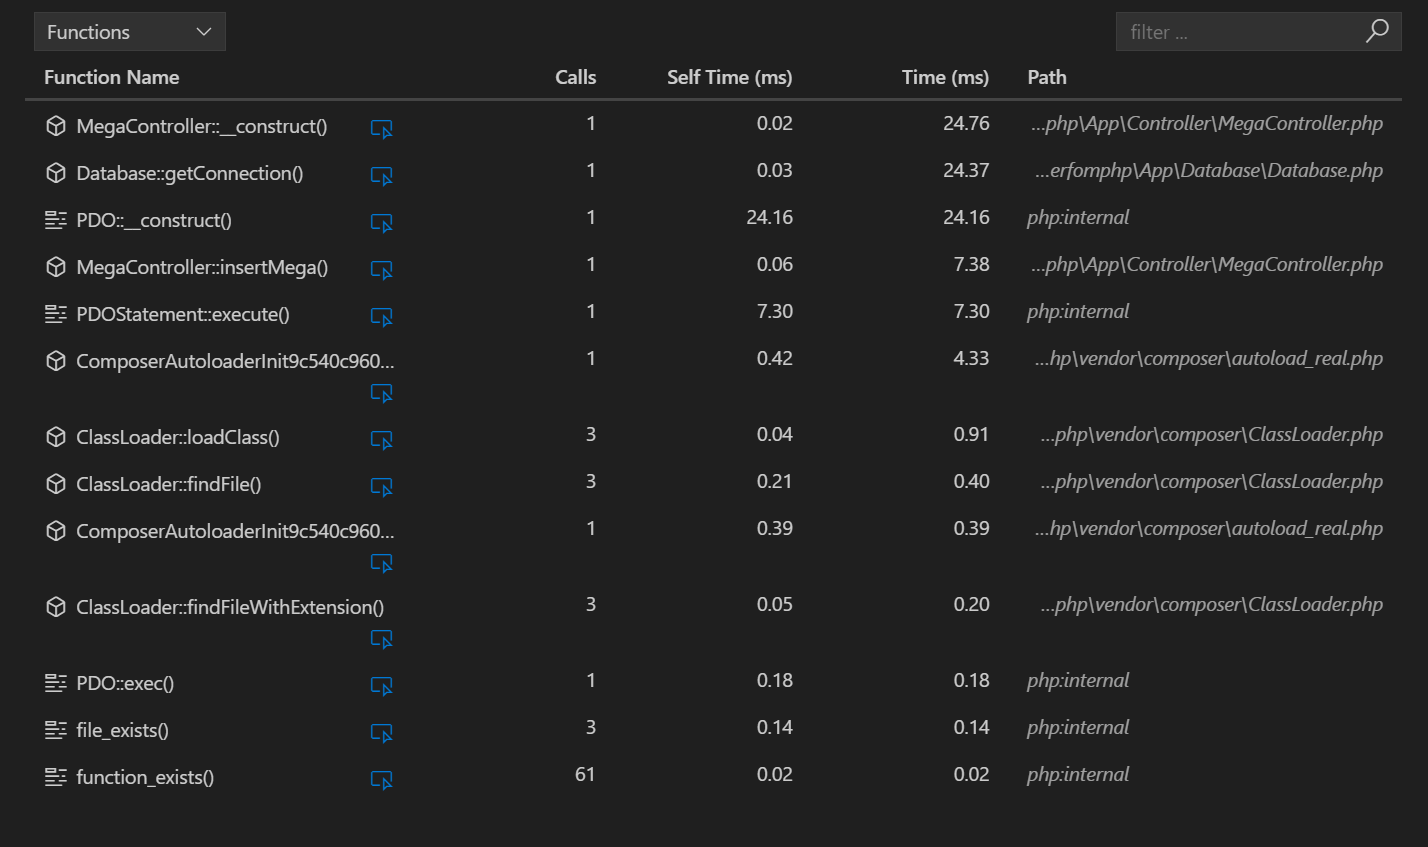 Functions
filter ...
Function Name Calls Self Time (ms) Time (ms) Path
MegaController::__construct() 1 0.02 24.76 ...php\App\Controller\MegaController.php
Database::getConnection() 1 0.03 24.37 ...erfomphp\App\Database\Database.php
PDO::__construct() 1 24.16 24.16 php:internal
MegaController::insertMega() 1 0.06 7.38 ...php\App\Controller\MegaController.php
PDOStatement::execute() 1 7.30 7.30 php:internal
ComposerAutoloaderInit9c540c960... 1 0.42 4.33 ...hp\vendor\composer\autoload_real.php
ClassLoader::loadClass() 3 0.04 0.91 ...php\vendor\composer\ClassLoader.php
ClassLoader::findFile() 3 0.21 0.40 ...php\vendor\composer\ClassLoader.php
ComposerAutoloaderInit9c540c960... 1 0.39 0.39 ...hp\vendor\composer\autoload_real.php
ClassLoader::findFileWithExtension() 3 0.05 0.20 ...php\vendor\composer\ClassLoader.php
PDO::exec() 1 0.18 0.18 php:internal
file_exists() 3 0.14 0.14 php:internal
function_exists() 61 0.02 0.02 php:internal